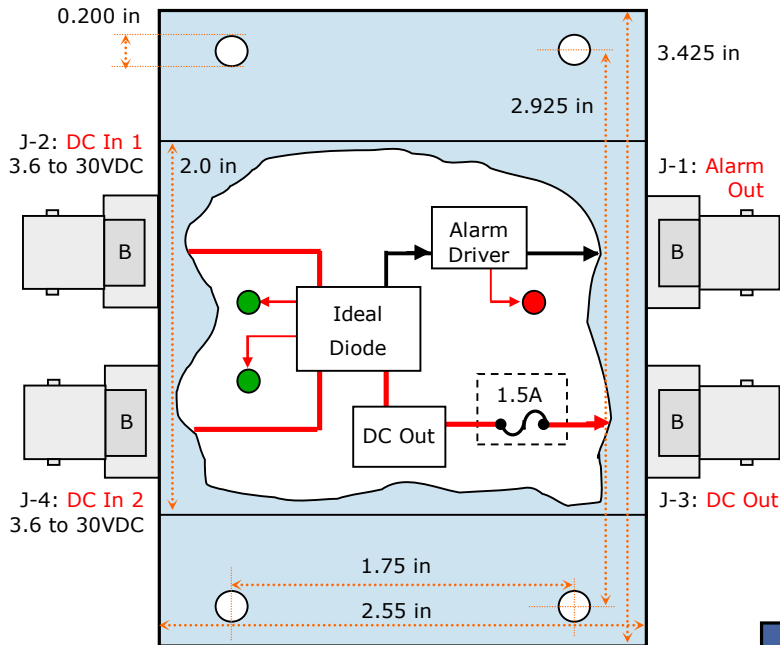 0.200 in
3.425 in
2.925 in
J-2: DC In 1
3.6 to 30VDC
2.0 in
J-1: Alarm
Out
B
Alarm
Driver
B
Ideal
Diode
1.5A
B
DC Out
B
J-4: DC In 2
3.6 to 30VDC
J-3: DC Out
1.75 in
2.55 in